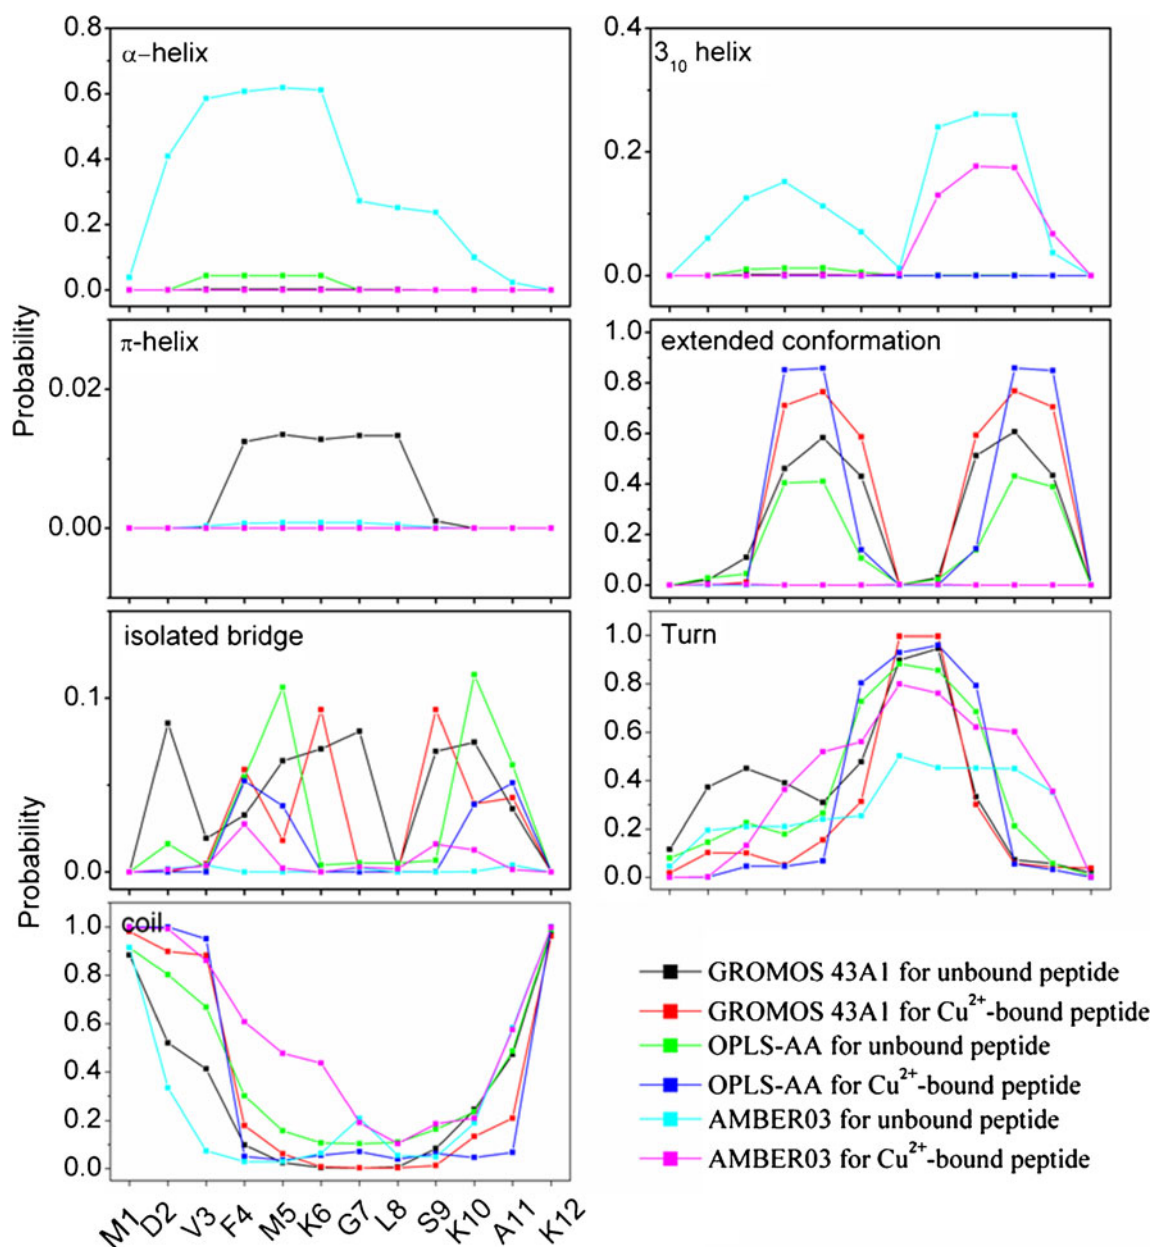 α–helix
0.8
0.6
0.4
0.2
0.0
3₁₀ helix
0.4
0.2
0.0
Probability
π-helix
0.02
0.00
extended conformation
1.0
0.8
0.6
0.4
0.2
0.0
Probability
isolated bridge
0.1
0.0
Turn
1.0
0.8
0.6
0.4
0.2
0.0
coil
1.0
0.8
0.6
0.4
0.2
0.0
M1 D2 V3 F4 M5 K6 G7 L8 S9 K10 A11 K12
GROMOS 43A1 for unbound peptide
GROMOS 43A1 for Cu²⁺-bound peptide
OPLS-AA for unbound peptide
OPLS-AA for Cu²⁺-bound peptide
AMBER03 for unbound peptide
AMBER03 for Cu²⁺-bound peptide